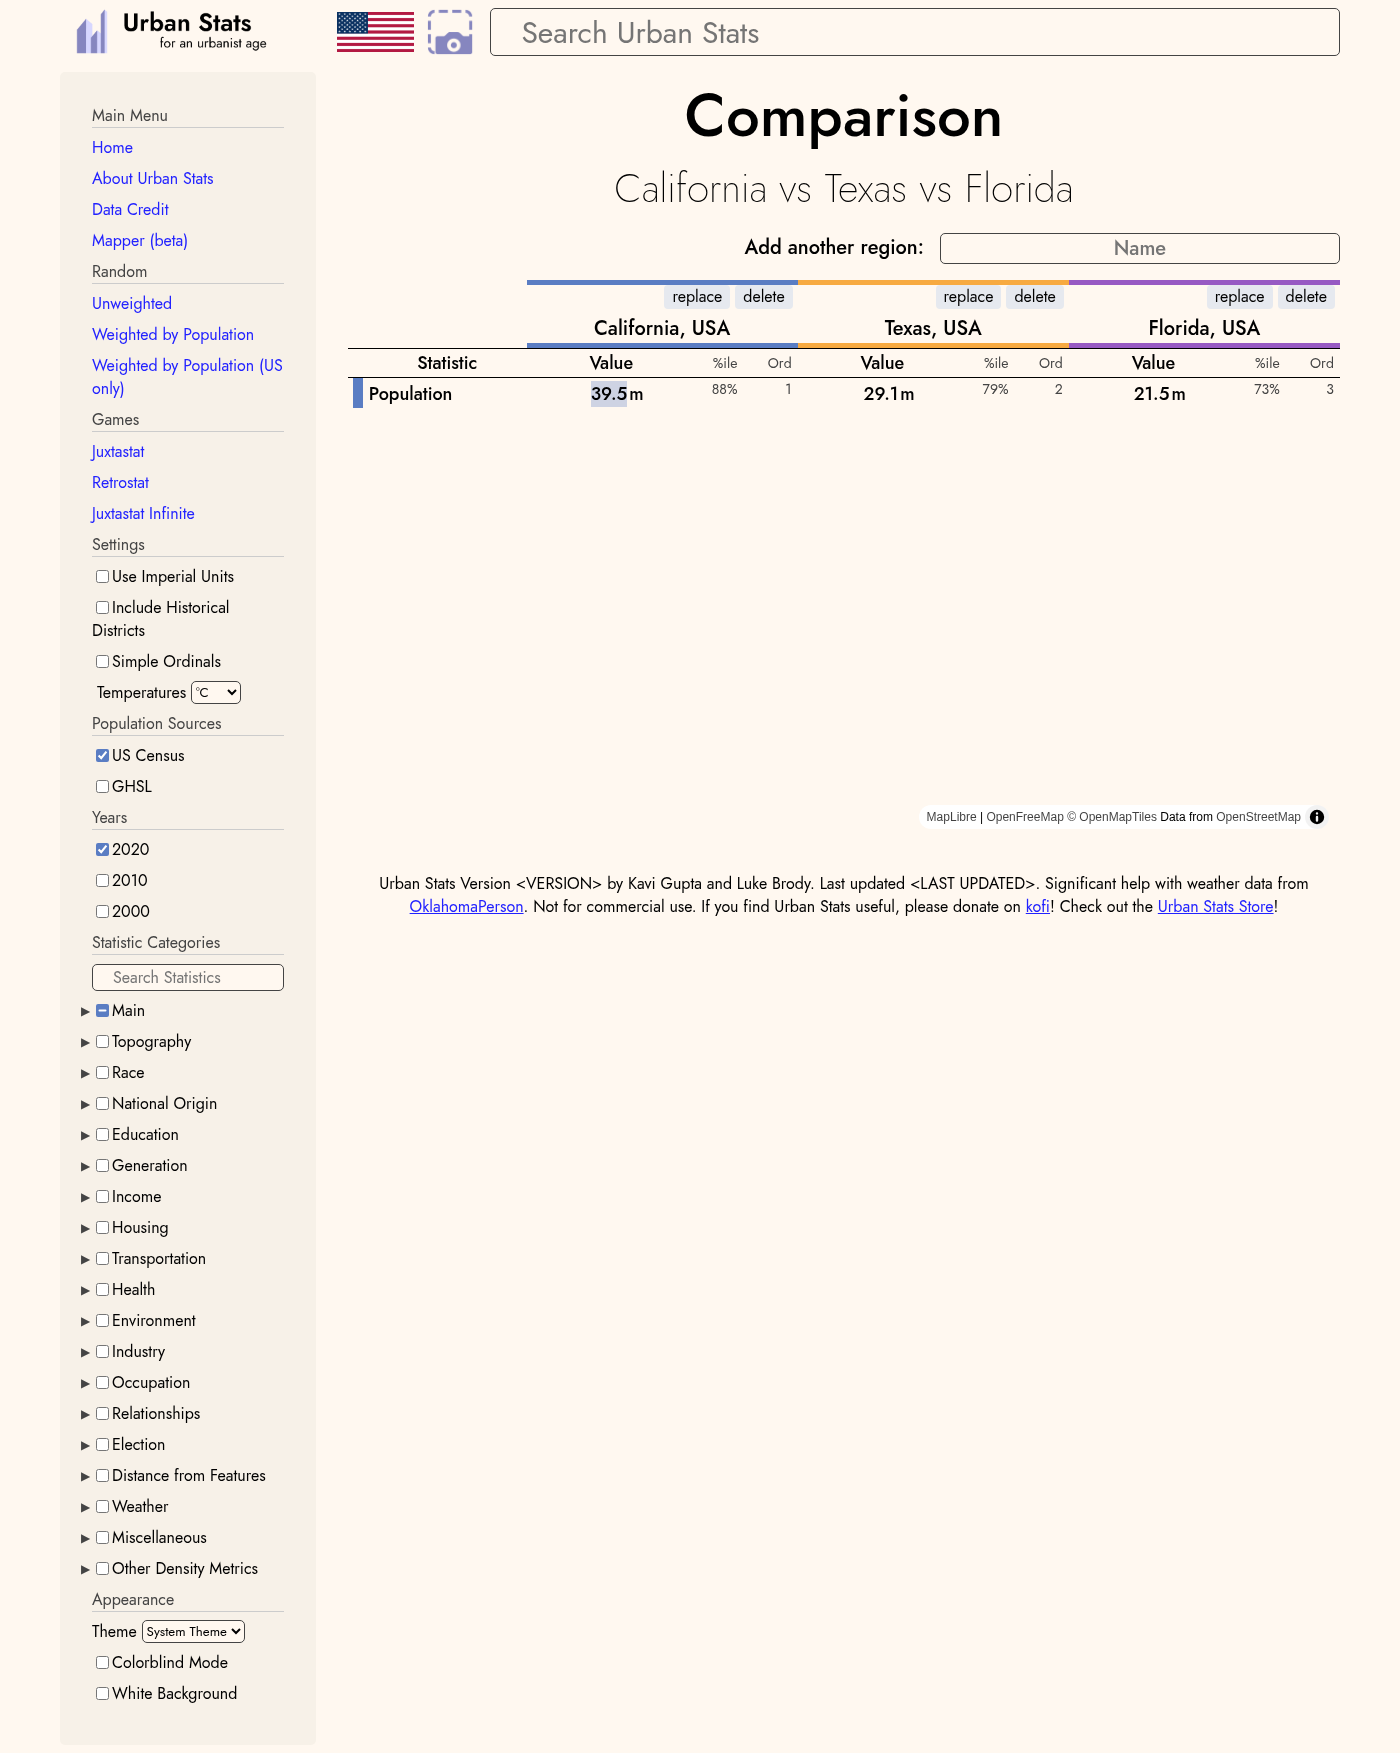 Urban Stats
for an urbanist age
Search Urban Stats
Main Menu
Home
About Urban Stats
Data Credit
Mapper (beta)
Random
Unweighted
Weighted by Population
Weighted by Population (US
only)
Games
Juxtastat
Retrostat
Juxtastat Infinite
Settings
Use Imperial Units
Include Historical
Districts
Simple Ordinals
Temperatures °C
Population Sources
US Census
GHSL
Years
2020
2010
2000
Statistic Categories
Search Statistics
Main
Topography
Race
National Origin
Education
Generation
Income
Housing
Transportation
Health
Environment
Industry
Occupation
Relationships
Election
Distance from Features
Weather
Miscellaneous
Other Density Metrics
Appearance
Theme System Theme
Colorblind Mode
White Background
Comparison
California vs Texas vs Florida
Add another region: Name
replace delete replace delete replace delete
California, USA Texas, USA Florida, USA
Statistic Value %ile Ord Value %ile Ord Value %ile Ord
Population 39.5m 88% 1 29.1m 79% 2 21.5m 73% 3
MapLibre | OpenFreeMap © OpenMapTiles Data from OpenStreetMap
Urban Stats Version <VERSION> by Kavi Gupta and Luke Brody. Last updated <LAST UPDATED>. Significant help with weather data from
OklahomaPerson. Not for commercial use. If you find Urban Stats useful, please donate on kofi! Check out the Urban Stats Store!